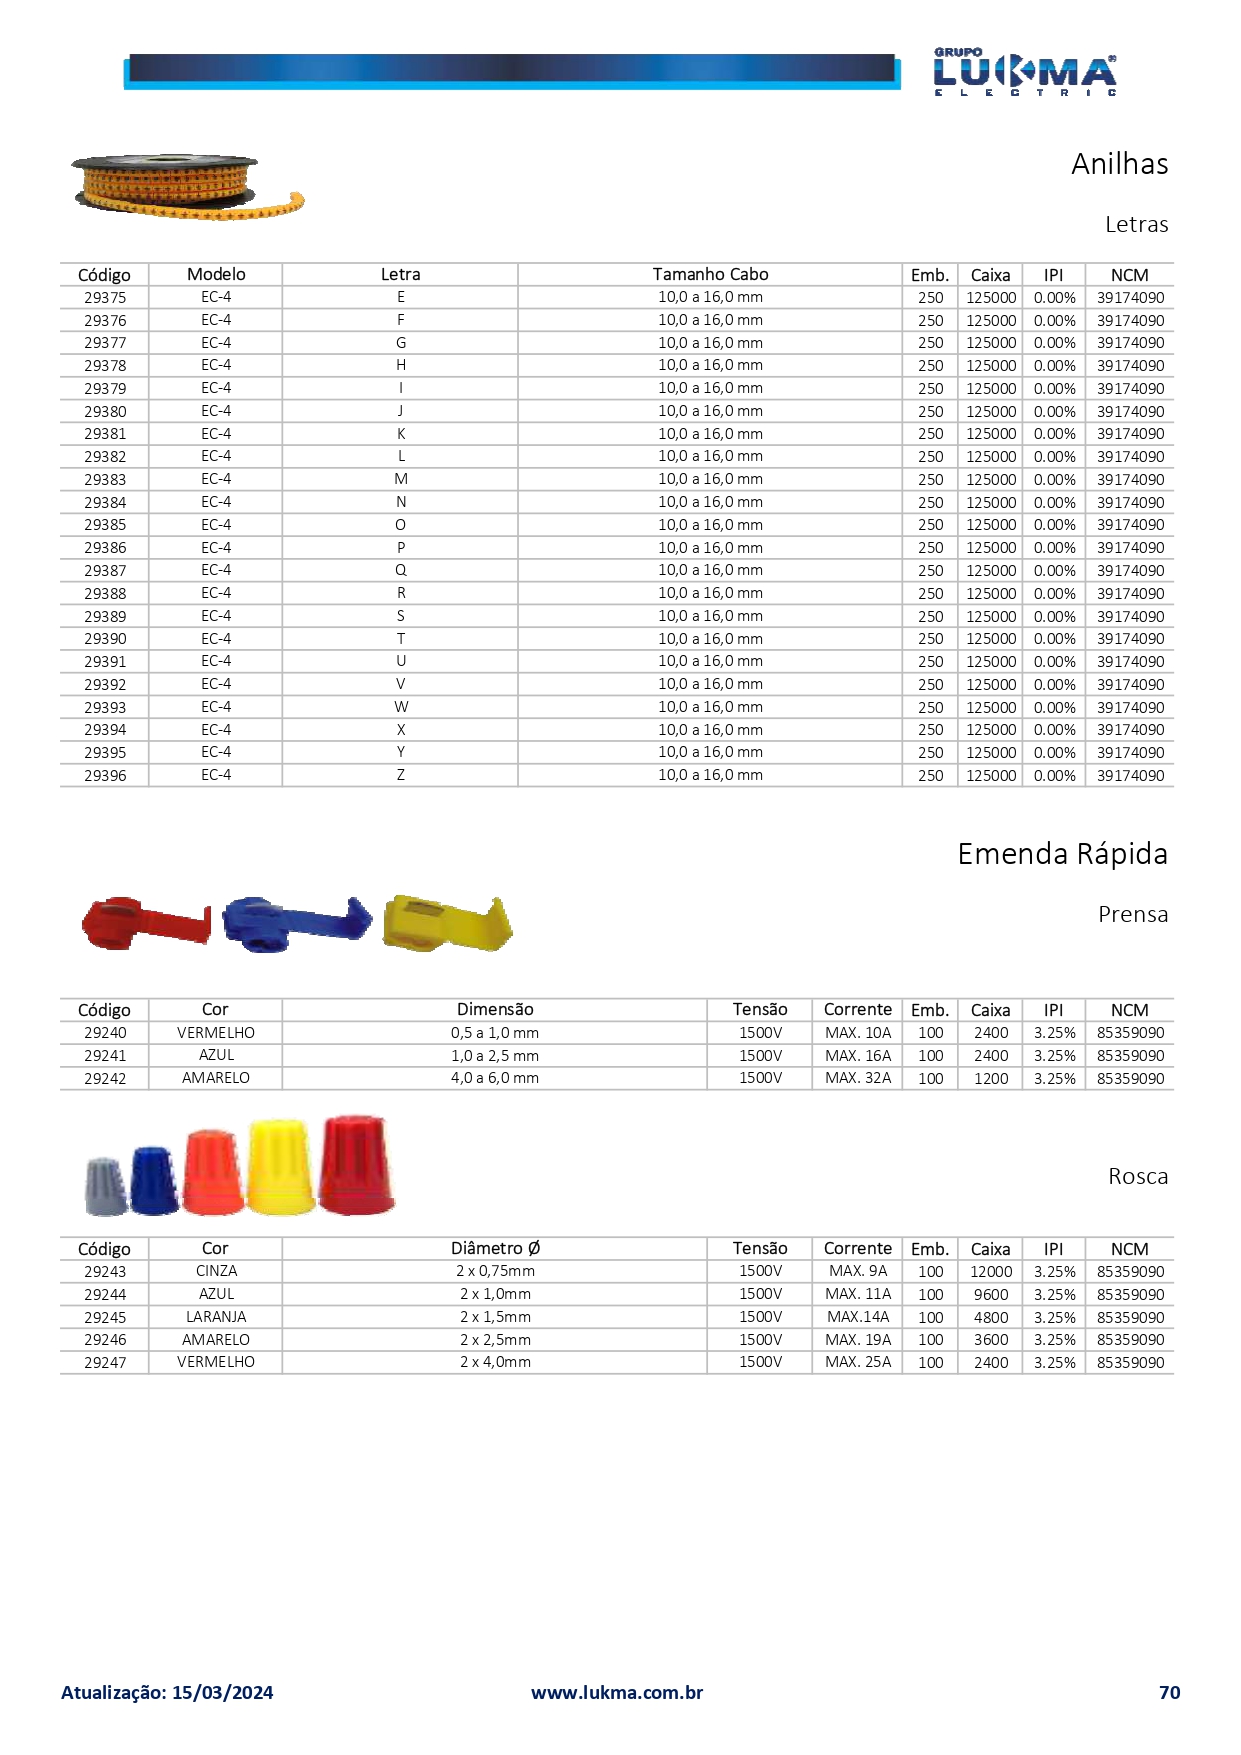 GRUPO
LUKMA®
ELECTRIC
Anilhas
Letras
Código Modelo Letra Tamanho Cabo Emb. Caixa IPI NCM
29375 EC-4 E 10,0 a 16,0 mm 250 125000 0.00% 39174090
29376 EC-4 F 10,0 a 16,0 mm 250 125000 0.00% 39174090
29377 EC-4 G 10,0 a 16,0 mm 250 125000 0.00% 39174090
29378 EC-4 H 10,0 a 16,0 mm 250 125000 0.00% 39174090
29379 EC-4 I 10,0 a 16,0 mm 250 125000 0.00% 39174090
29380 EC-4 J 10,0 a 16,0 mm 250 125000 0.00% 39174090
29381 EC-4 K 10,0 a 16,0 mm 250 125000 0.00% 39174090
29382 EC-4 L 10,0 a 16,0 mm 250 125000 0.00% 39174090
29383 EC-4 M 10,0 a 16,0 mm 250 125000 0.00% 39174090
29384 EC-4 N 10,0 a 16,0 mm 250 125000 0.00% 39174090
29385 EC-4 O 10,0 a 16,0 mm 250 125000 0.00% 39174090
29386 EC-4 P 10,0 a 16,0 mm 250 125000 0.00% 39174090
29387 EC-4 Q 10,0 a 16,0 mm 250 125000 0.00% 39174090
29388 EC-4 R 10,0 a 16,0 mm 250 125000 0.00% 39174090
29389 EC-4 S 10,0 a 16,0 mm 250 125000 0.00% 39174090
29390 EC-4 T 10,0 a 16,0 mm 250 125000 0.00% 39174090
29391 EC-4 U 10,0 a 16,0 mm 250 125000 0.00% 39174090
29392 EC-4 V 10,0 a 16,0 mm 250 125000 0.00% 39174090
29393 EC-4 W 10,0 a 16,0 mm 250 125000 0.00% 39174090
29394 EC-4 X 10,0 a 16,0 mm 250 125000 0.00% 39174090
29395 EC-4 Y 10,0 a 16,0 mm 250 125000 0.00% 39174090
29396 EC-4 Z 10,0 a 16,0 mm 250 125000 0.00% 39174090
Emenda Rápida
Prensa
Código Cor Dimensão Tensão Corrente Emb. Caixa IPI NCM
29240 VERMELHO 0,5 a 1,0 mm 1500V MAX. 10A 100 2400 3.25% 85359090
29241 AZUL 1,0 a 2,5 mm 1500V MAX. 16A 100 2400 3.25% 85359090
29242 AMARELO 4,0 a 6,0 mm 1500V MAX. 32A 100 1200 3.25% 85359090
Rosca
Código Cor Diâmetro Ø Tensão Corrente Emb. Caixa IPI NCM
29243 CINZA 2 x 0,75mm 1500V MAX. 9A 100 12000 3.25% 85359090
29244 AZUL 2 x 1,0mm 1500V MAX. 11A 100 9600 3.25% 85359090
29245 LARANJA 2 x 1,5mm 1500V MAX.14A 100 4800 3.25% 85359090
29246 AMARELO 2 x 2,5mm 1500V MAX. 19A 100 3600 3.25% 85359090
29247 VERMELHO 2 x 4,0mm 1500V MAX. 25A 100 2400 3.25% 85359090
Atualização: 15/03/2024 www.lukma.com.br 70